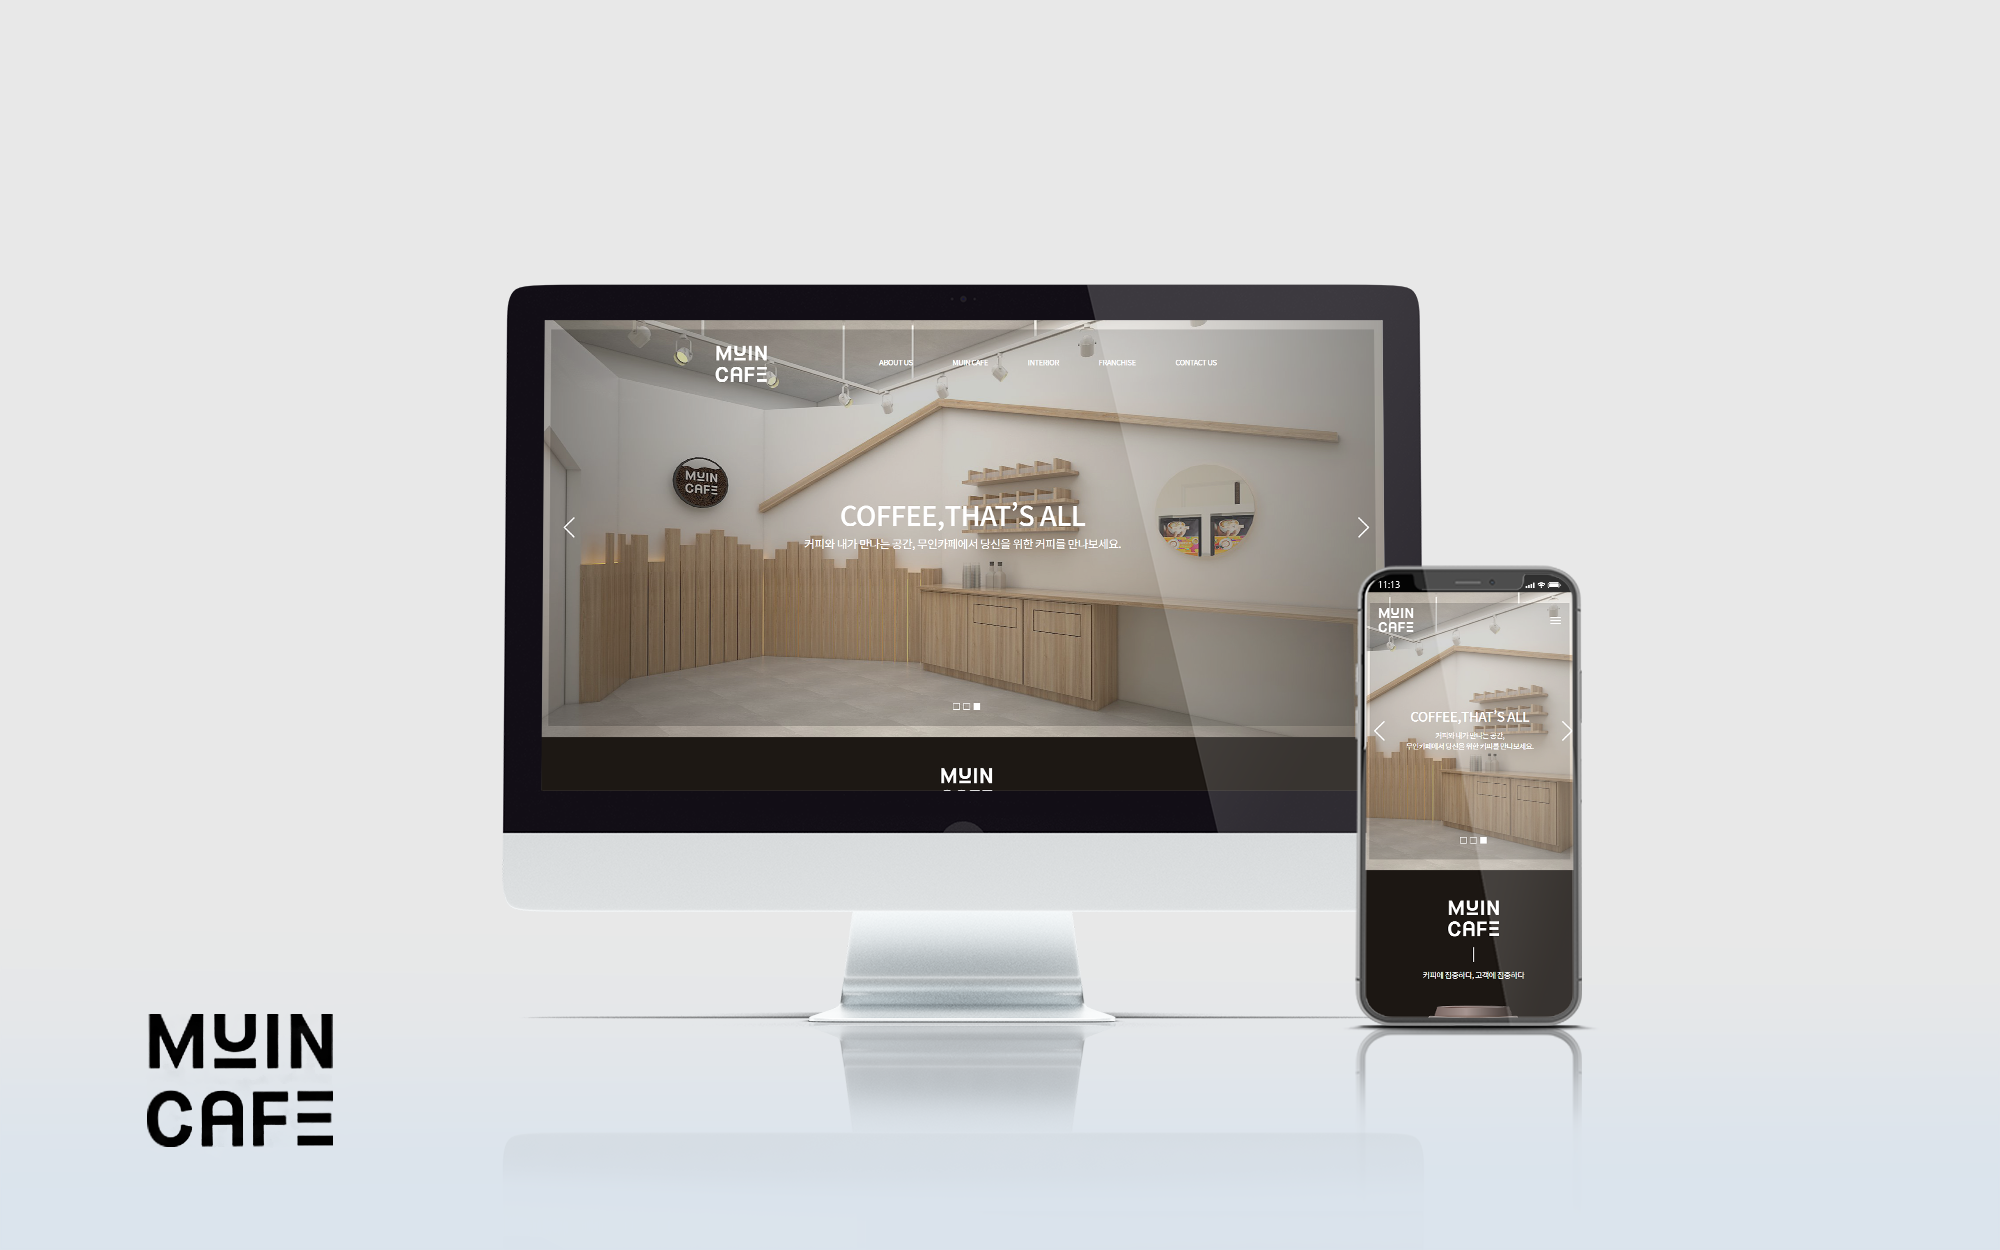 MUIN
CAFE
ABOUT US
MUIN CAFE
INTERIOR
FRANCHISE
CONTACT US
MUIN
CAFE
COFFEE,THAT'S ALL
커피와 내가 만나는 공간, 무인카페에서 당신을 위한 커피를 만나보세요.
MUIN
11:13
MUIN
CAFE
COFFEE,THAT'S ALL
커피와 내가 만나는 공간,
무인카페에서 당신을 위한 커피를 만나보세요.
MUIN
CAFE
커피에 집중하다, 고객에 집중하다
MUIN
CAFE